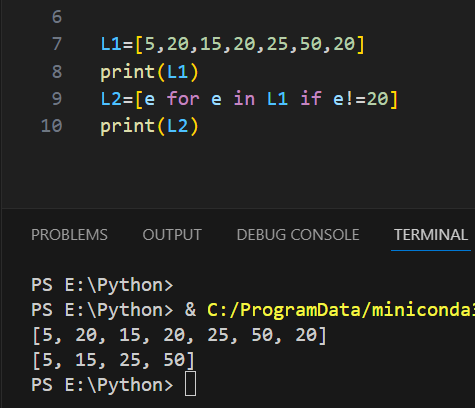 6
7 L1=[5,20,15,20,25,50,20]
8 print(L1)
9 L2=[e for e in L1 if e!=20]
10 print(L2)
PROBLEMS OUTPUT DEBUG CONSOLE TERMINAL
PS E:\Python>
PS E:\Python> & C:/ProgramData/miniconda3
[5, 20, 15, 20, 25, 50, 20]
[5, 15, 25, 50]
PS E:\Python>